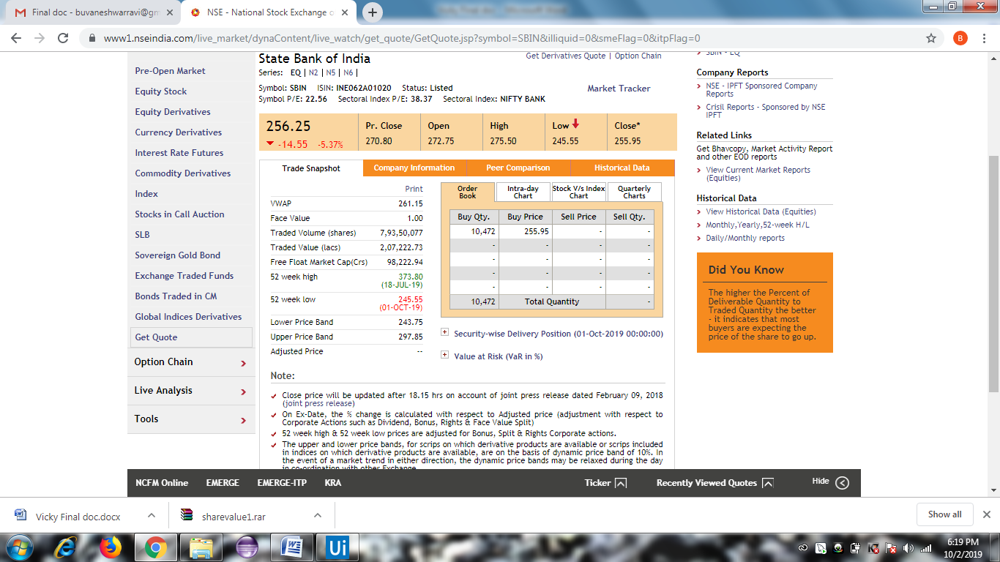 Final doc - buvaneshwarravi@gm
NSE - National Stock Exchange o
www1.nseindia.com/live_market/dynaContent/live_watch/get_quote/GetQuote.jsp?symbol=SBIN&illiquid=0&smeFlag=0&itpFlag=0
B
Pre-Open Market
Equity Stock
Equity Derivatives
Currency Derivatives
Interest Rate Futures
Commodity Derivatives
Index
Stocks in Call Auction
SLB
Sovereign Gold Bond
Exchange Traded Funds
Bonds Traded in CM
Global Indices Derivatives
Get Quote
Option Chain
Live Analysis
Tools
State Bank of India
Get Derivatives Quote | Option Chain
Series: EQ | N2 | N5 | N6 |
Symbol: SBIN ISIN: INE062A01020 Status: Listed
Market Tracker
Symbol P/E: 22.56 Sectoral Index P/E: 38.37 Sectoral Index: NIFTY BANK
256.25 Pr. Close Open High Low Close*
-14.55 -5.37% 270.80 272.75 275.50 245.55 255.95
Trade Snapshot Company Information Peer Comparison Historical Data
Print
VWAP 261.15
Face Value 1.00
Traded Volume (shares) 7,93,50,077
Traded Value (lacs) 2,07,222.73
Free Float Market Cap(Crs) 98,222.94
52 week high 373.80
(18-JUL-19)
52 week low 245.55
(01-OCT-19)
Lower Price Band 243.75
Upper Price Band 297.85
Adjusted Price --
Order Book
Intra-day Chart
Stock V/s Index Chart
Quarterly Charts
Buy Qty. Buy Price Sell Price Sell Qty.
10,472 255.95 - -
- - - -
- - - -
- - - -
- - - -
10,472 Total Quantity -
Security-wise Delivery Position (01-Oct-2019 00:00:00)
Value at Risk (VaR in %)
Note:
Close price will be updated after 18.15 hrs on account of joint press release dated February 09, 2018
(joint press release)
On Ex-Date, the % change is calculated with respect to Adjusted price (adjustment with respect to
Corporate Actions such as Dividend, Bonus, Rights & Face Value Split)
52 week high & 52 week low prices are adjusted for Bonus, Split & Rights Corporate actions.
The upper and lower price bands, for scrips on which derivative products are available or scrips included
in indices on which derivative products are available, are on the basis of dynamic price band of 10%. In
the event of a market trend in either direction, the dynamic price bands may be relaxed during the day
in co-ordination with other Exchange
SBIN - EQ
Company Reports
NSE - IPFT Sponsored Company
Reports
Crisil Reports - Sponsored by NSE
IPFT
Related Links
Get Bhavcopy, Market Activity Report
and other EOD reports
View Current Market Reports
(Equities)
Historical Data
View Historical Data (Equities)
Monthly,Yearly,52-week H/L
Daily/Monthly reports
Did You Know
The higher the Percent of
Deliverable Quantity to
Traded Quantity the better
- it indicates that most
buyers are expecting the
price of the share to go up.
NCFM Online EMERGE EMERGE-ITP KRA Ticker Recently Viewed Quotes Hide
Vicky Final doc.docx
sharevalue1.rar
Show all
Ui
6:19 PM
10/2/2019